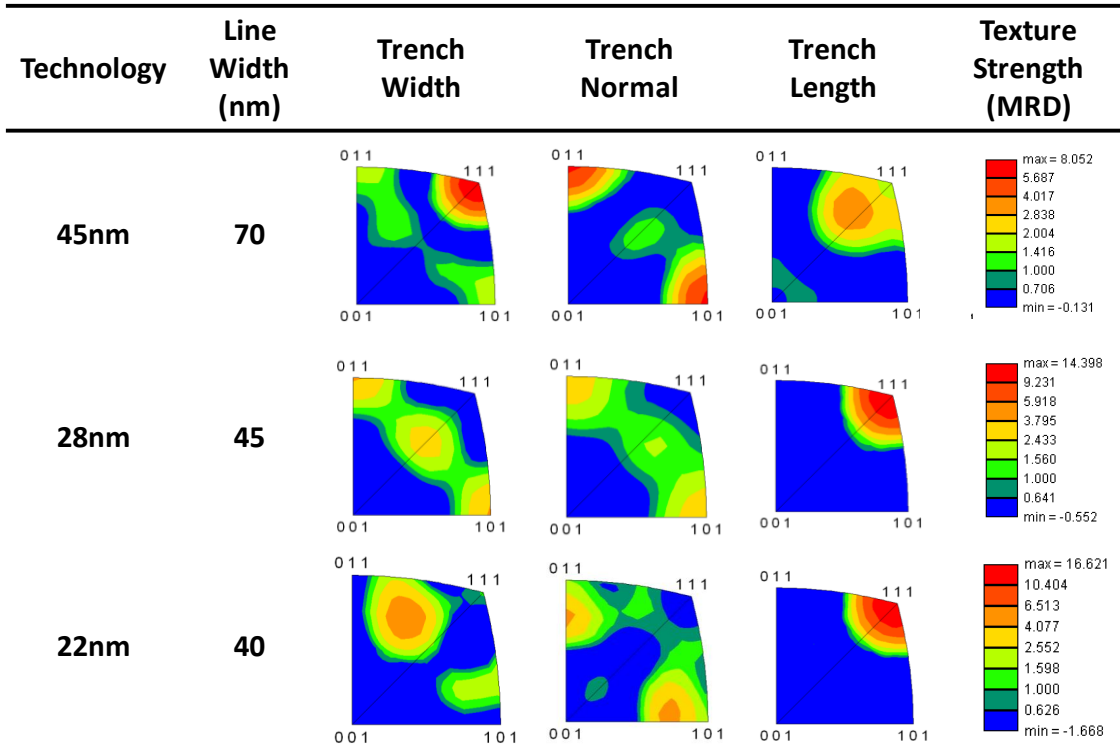 Technology
Line
Width
(nm)
Trench
Width
Trench
Normal
Trench
Length
Texture
Strength
(MRD)
45nm
70
0 1 1
1 1 1
0 0 1
1 0 1
0 1 1
1 1 1
0 0 1
1 0 1
0 1 1
1 1 1
0 0 1
1 0 1
max = 8.052
5.687
4.017
2.838
2.004
1.416
1.000
0.706
min = -0.131
28nm
45
0 1 1
1 1 1
0 0 1
1 0 1
0 1 1
1 1 1
0 0 1
1 0 1
0 1 1
1 1 1
0 0 1
1 0 1
max = 14.398
9.231
5.918
3.795
2.433
1.560
1.000
0.641
min = -0.552
22nm
40
0 1 1
1 1 1
0 0 1
1 0 1
0 1 1
1 1 1
0 0 1
1 0 1
0 1 1
1 1 1
0 0 1
1 0 1
max = 16.621
10.404
6.513
4.077
2.552
1.598
1.000
0.626
min = -1.668